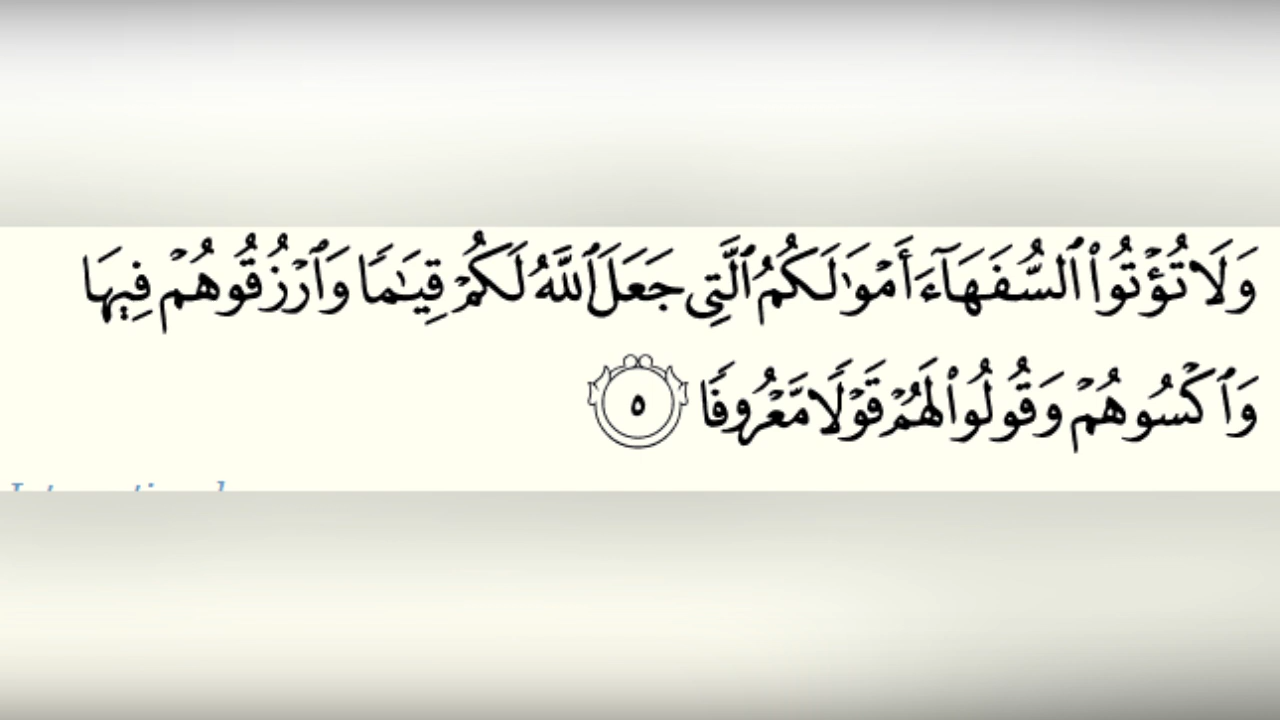 وَلَا تُؤۡتُواْ ٱلسُّفَهَآءَ أَمۡوَٰلَكُمُ ٱلَّتِي جَعَلَ ٱللَّهُ لَكُمۡ قِيَٰمٗا وَٱرۡزُقُوهُمۡ فِيهَا
وَٱكۡسُوهُمۡ وَقُولُواْ لَهُمۡ قَوۡلٗا مَّعۡرُوفٗا ٥